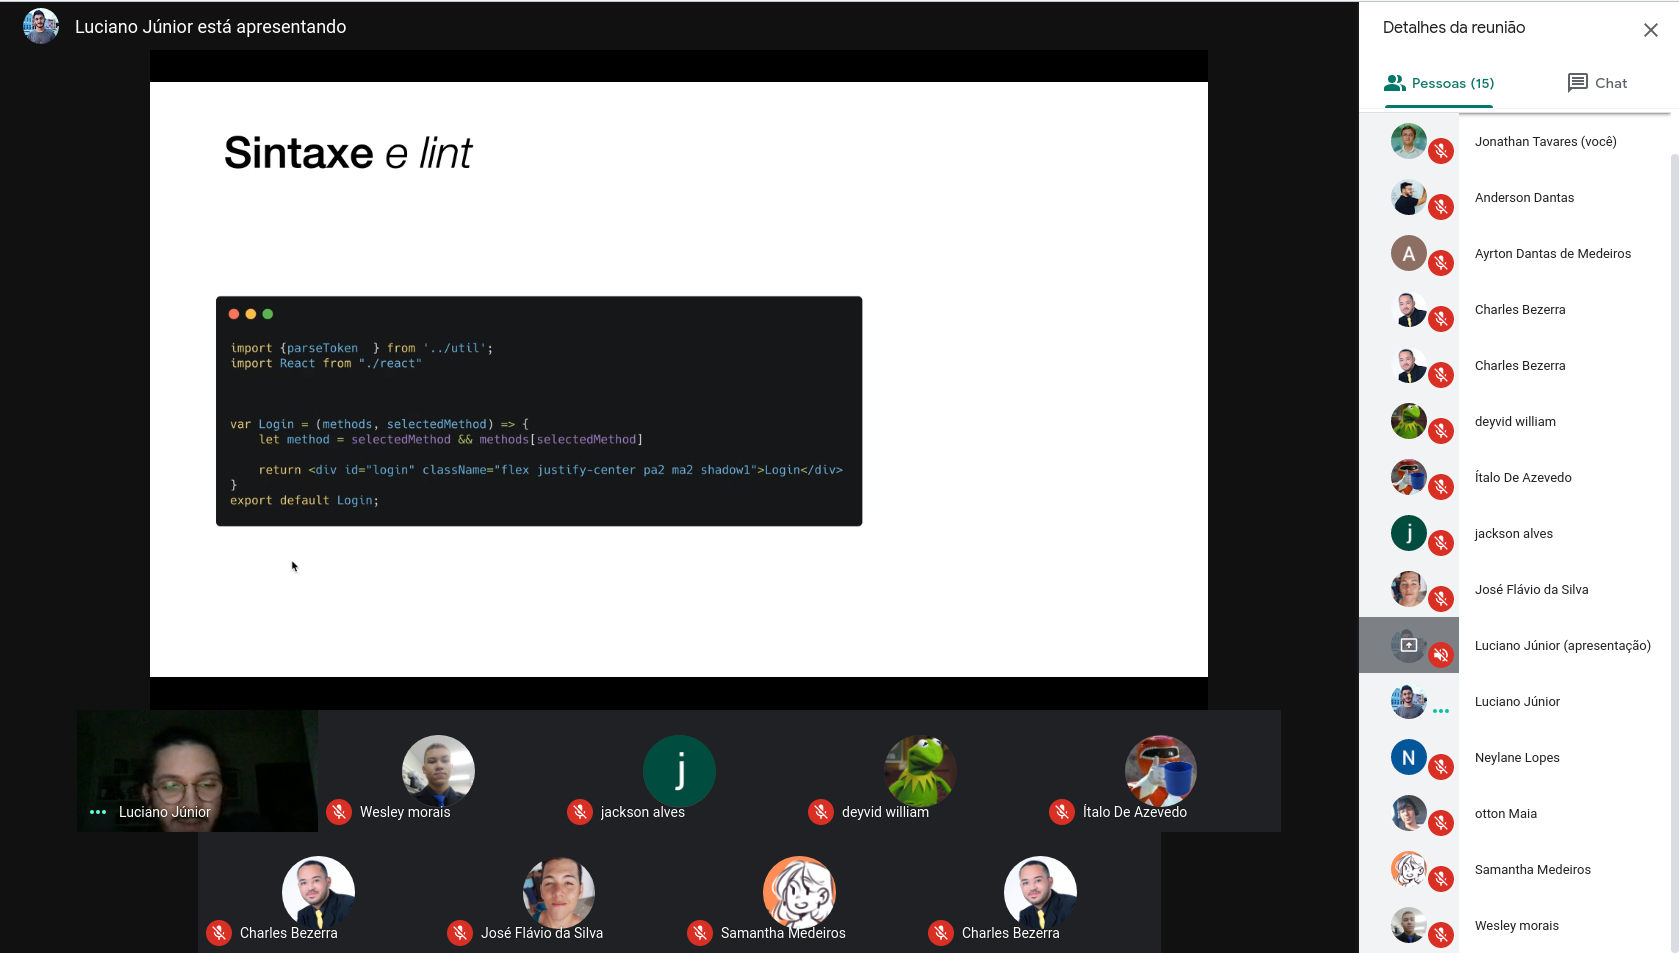 Luciano Júnior está apresentando
Sintaxe e lint
import {parseToken  } from '../util';
import React from "./react"
var Login = (methods, selectedMethod) => {
    let method = selectedMethod && methods[selectedMethod]
    return <div id="login" className="flex justify-center pa2 ma2 shadow1">Login</div>
}
export default Login;
Luciano Júnior
Wesley morais
j
jackson alves
deyvid william
Ítalo De Azevedo
Charles Bezerra
José Flávio da Silva
Samantha Medeiros
Charles Bezerra
Detalhes da reunião
Pessoas (15)
Chat
Jonathan Tavares (você)
Anderson Dantas
A
Ayrton Dantas de Medeiros
Charles Bezerra
Charles Bezerra
deyvid william
Ítalo De Azevedo
j
jackson alves
José Flávio da Silva
Luciano Júnior (apresentação)
Luciano Júnior
N
Neylane Lopes
otton Maia
Samantha Medeiros
Wesley morais